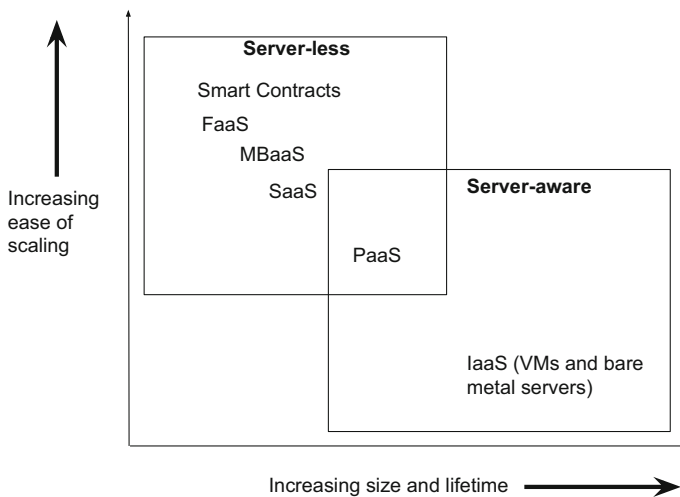 Server-less
Smart Contracts
FaaS
MBaaS
SaaS
Server-aware
PaaS
IaaS (VMs and bare
metal servers)
Increasing
ease of
scaling
Increasing size and lifetime